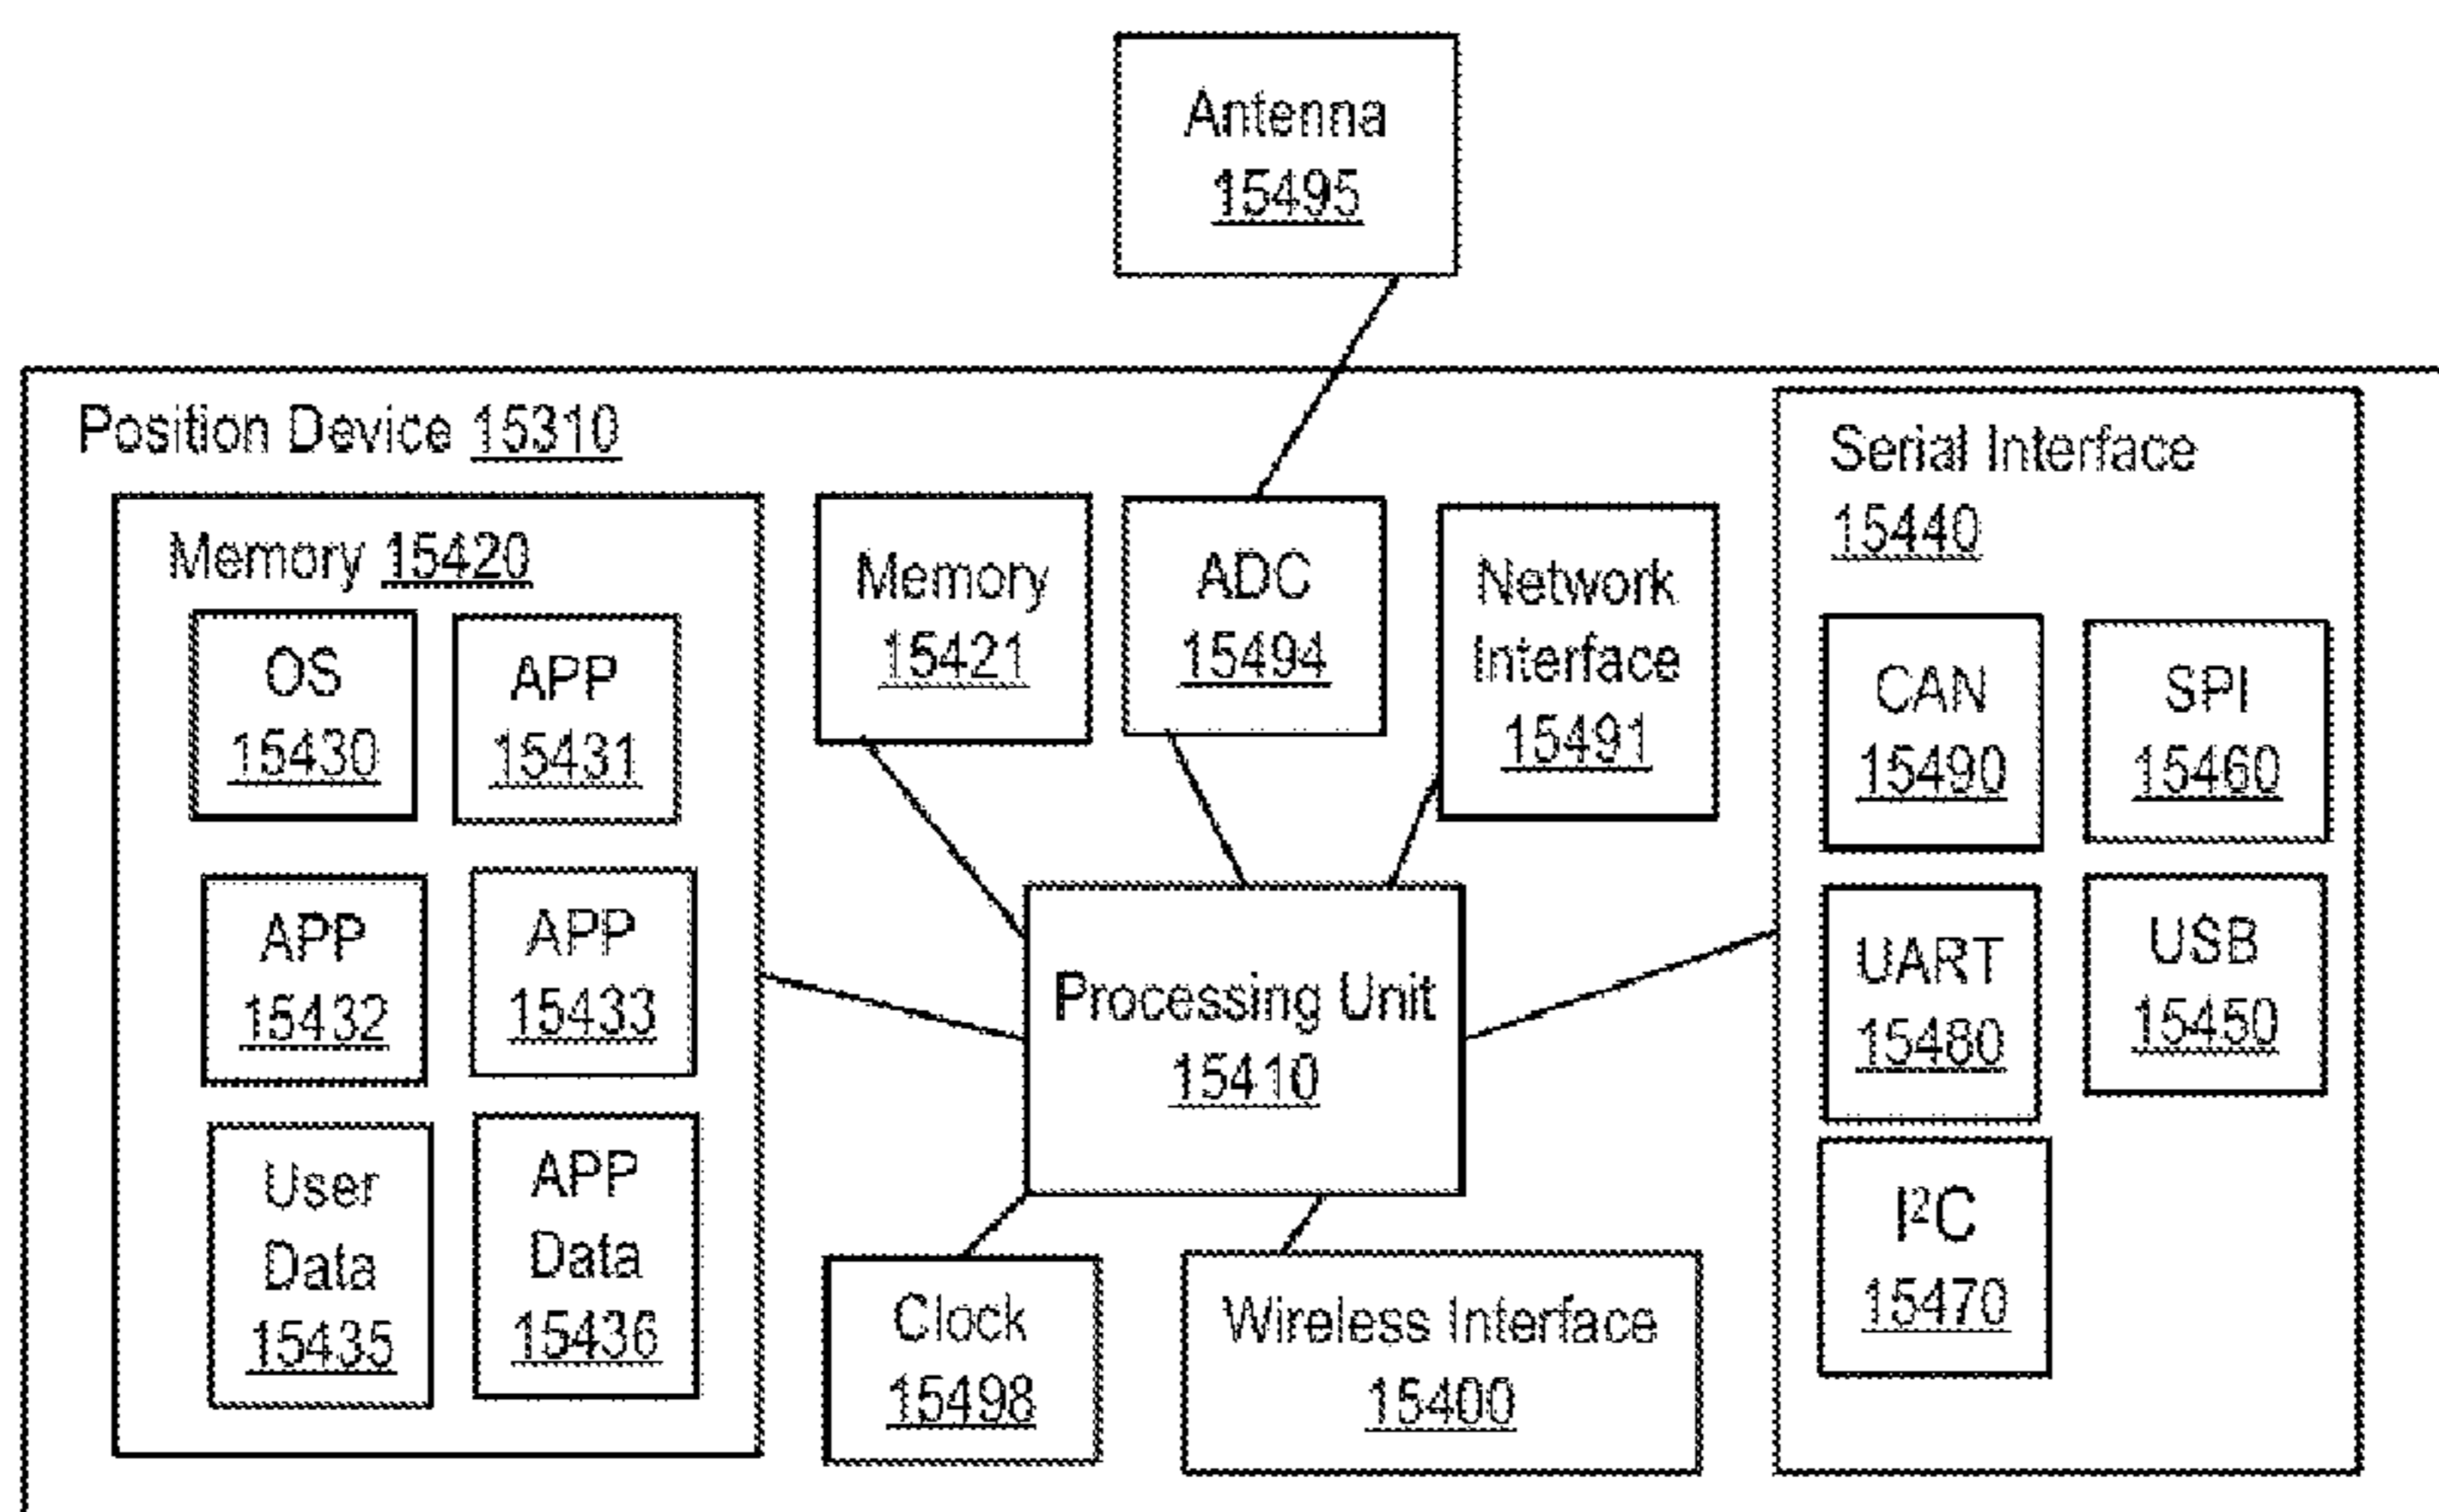 Antenna
15495
Position Device 15310
Memory 15420
OS
15430
APP
15431
APP
15432
APP
15433
User
Data
15435
APP
Data
15436
Memory
15421
ADC
15494
Network
Interface
15491
Processing Unit
15410
Clock
15498
Wireless Interface
15400
Serial Interface
15440
CAN
15490
SPI
15460
UART
15480
USB
15450
I²C
15470